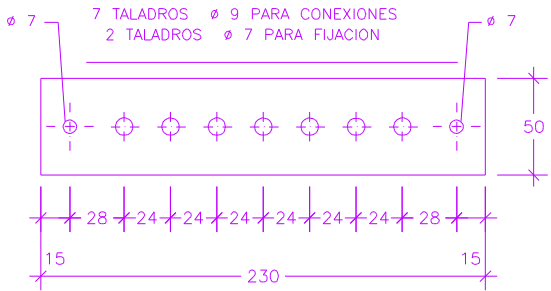 7 TALADROS ø 9 PARA CONEXIONES
2 TALADROS ø 7 PARA FIJACION
ø 7
ø 7
50
28 24 24 24 24 24 24 28
15 15
230